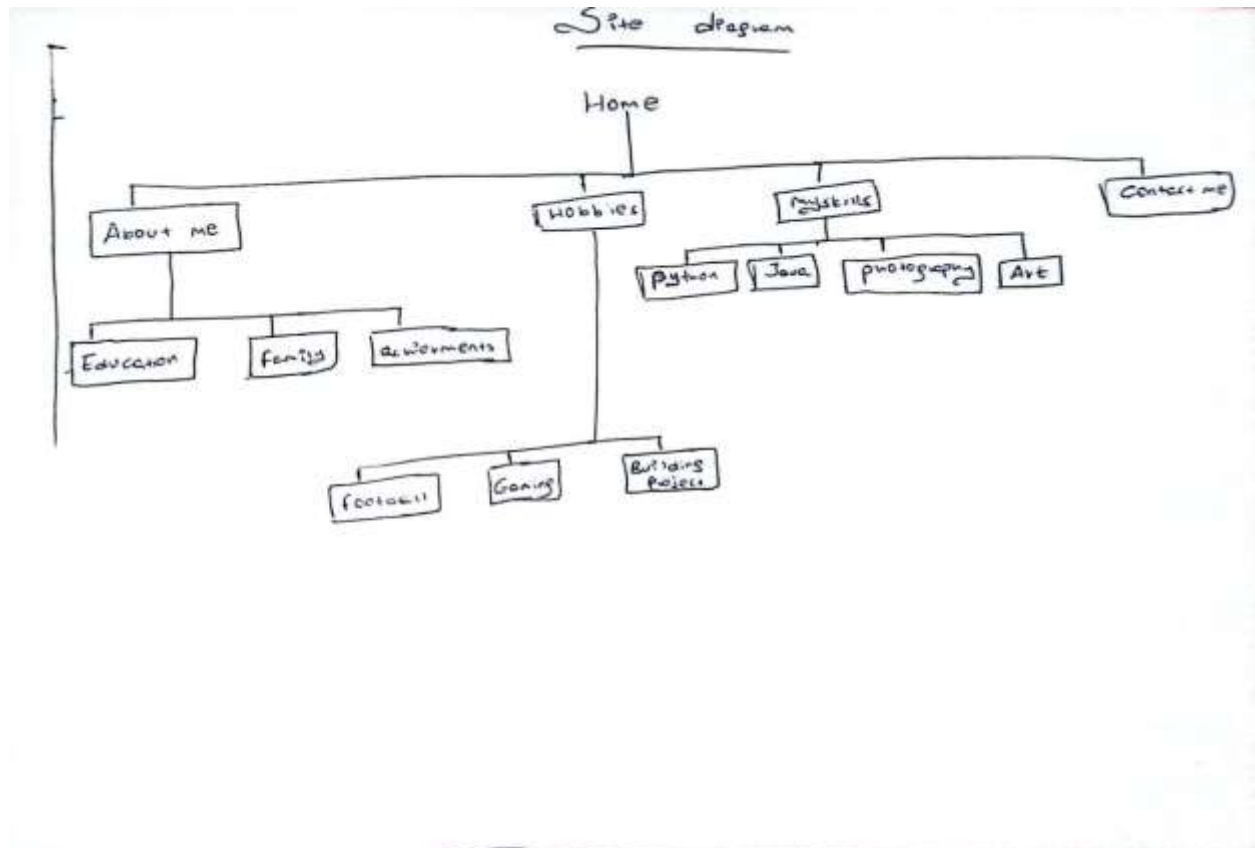 Site diagram
Home
About me
Hobbies
Myskills
Contact me
Python
Java
photography
Art
Education
Family
achivments
football
Gaming
Building
Project